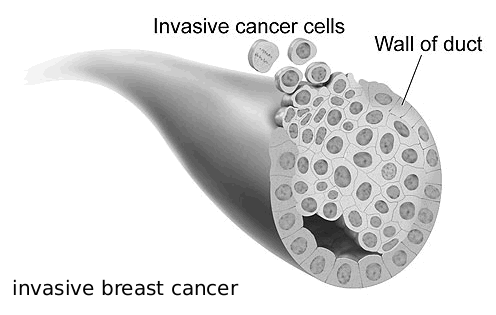 Invasive cancer cells
Wall of duct
invasive breast cancer